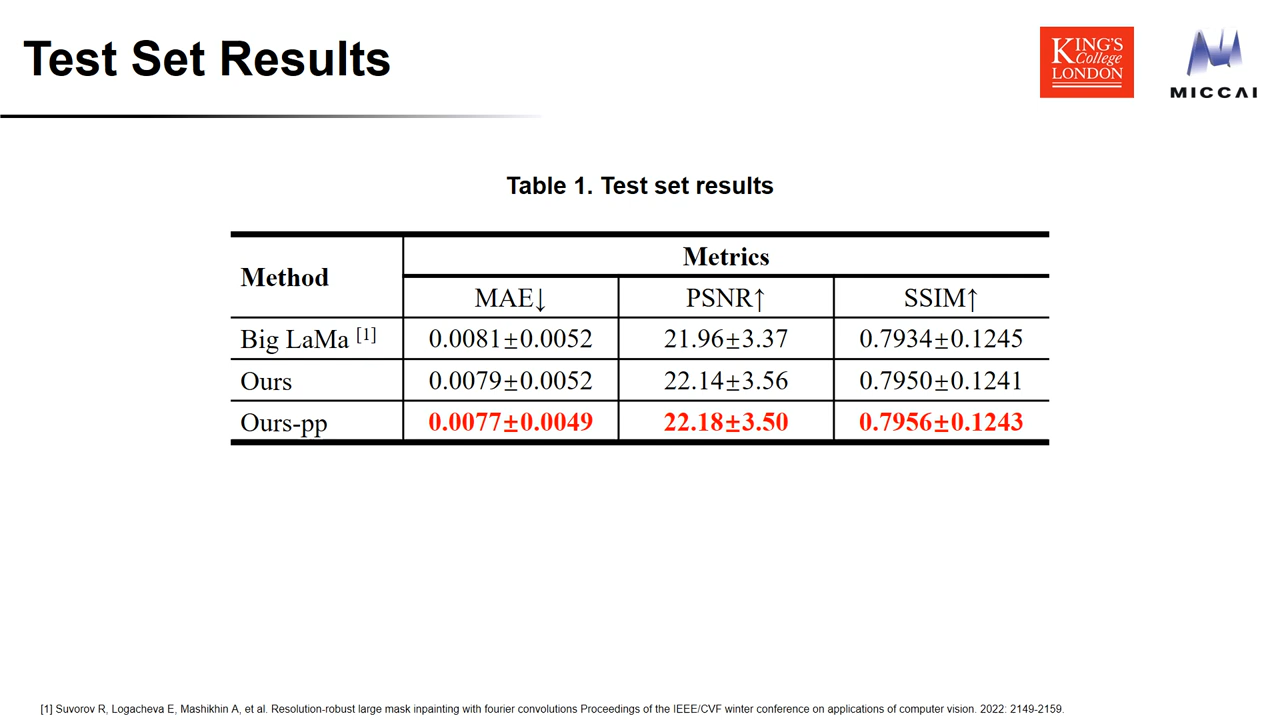 Test Set Results
KING'S
College
LONDON
MICCAI
Table 1. Test set results
Method
Metrics
MAE↓ PSNR↑ SSIM↑
Big LaMa [1] 0.0081±0.0052 21.96±3.37 0.7934±0.1245
Ours 0.0079±0.0052 22.14±3.56 0.7950±0.1241
Ours-pp 0.0077±0.0049 22.18±3.50 0.7956±0.1243
[1] Suvorov R, Logacheva E, Mashikhin A, et al. Resolution-robust large mask inpainting with fourier convolutions Proceedings of the IEEE/CVF winter conference on applications of computer vision. 2022: 2149-2159.